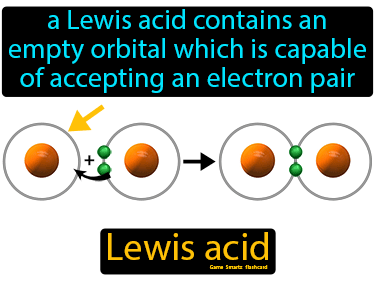 a Lewis acid contains an
empty orbital which is capable
of accepting an electron pair
+
Lewis acid
Game Smartz flashcard